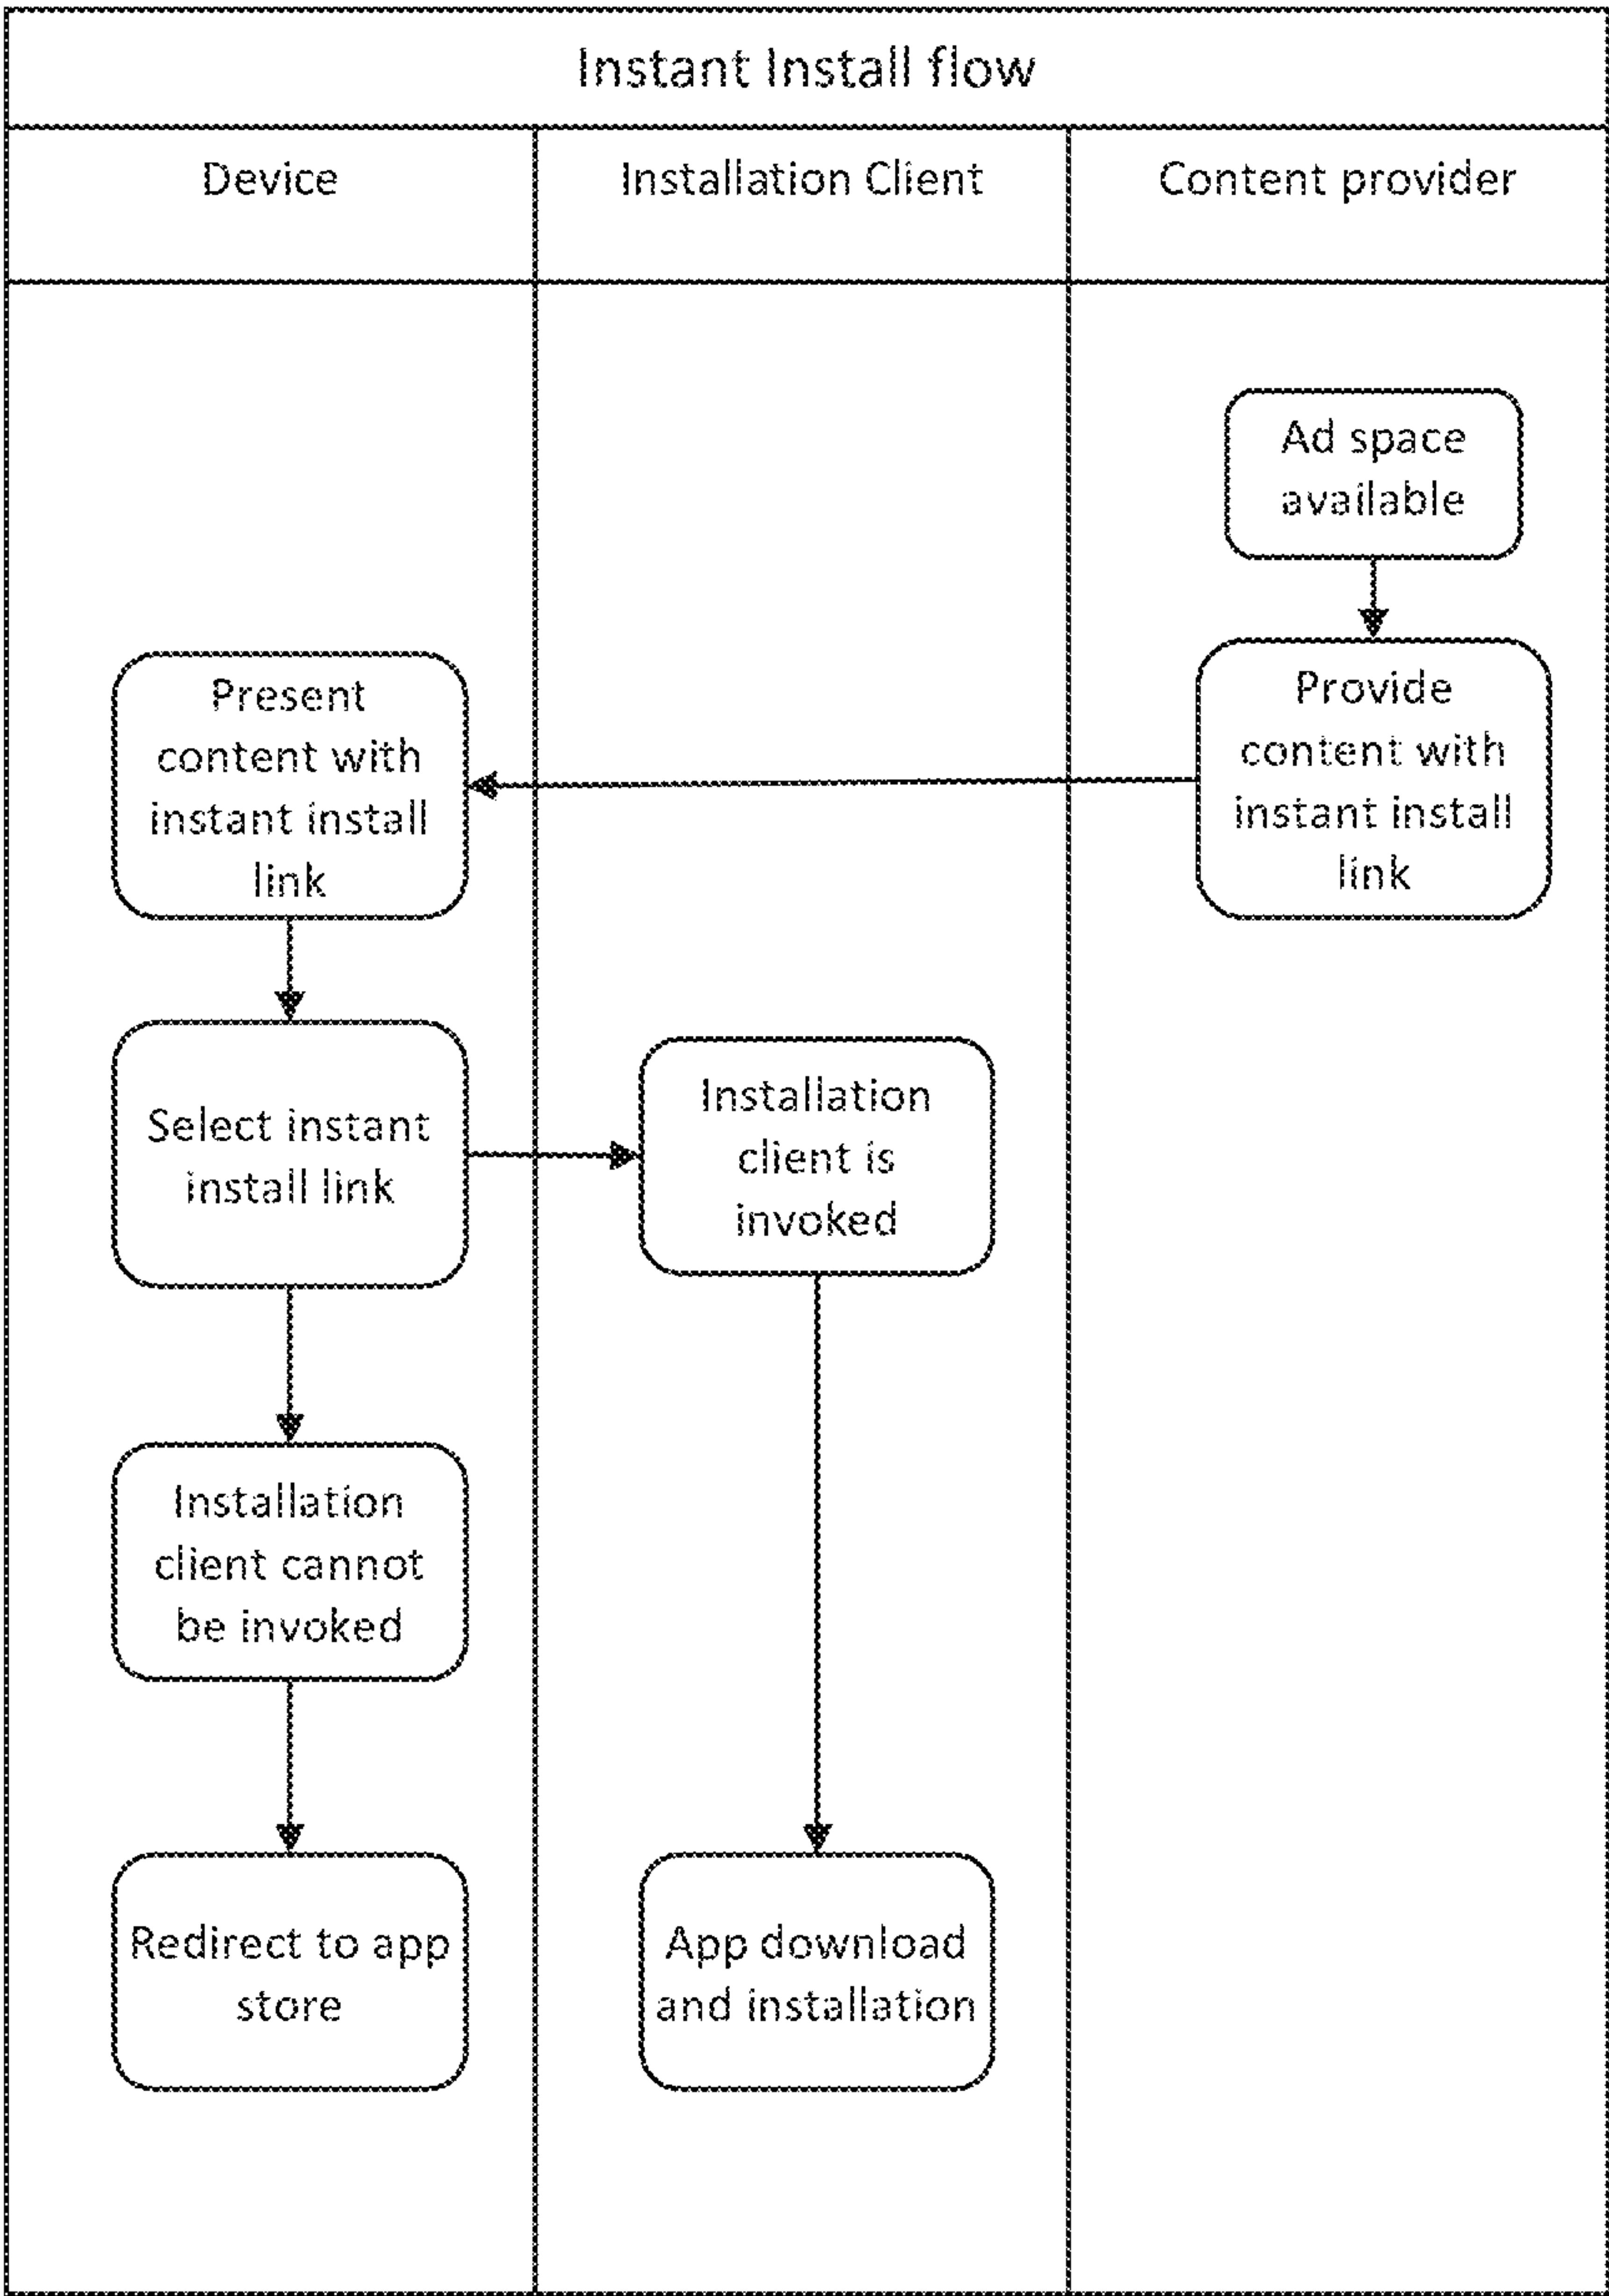 Instant Install flow
Device
Installation Client
Content provider
Ad space
available
Provide
content with
instant install
link
Present
content with
instant install
link
Select instant
install link
Installation
client is
invoked
Installation
client cannot
be invoked
Redirect to app
store
App download
and installation